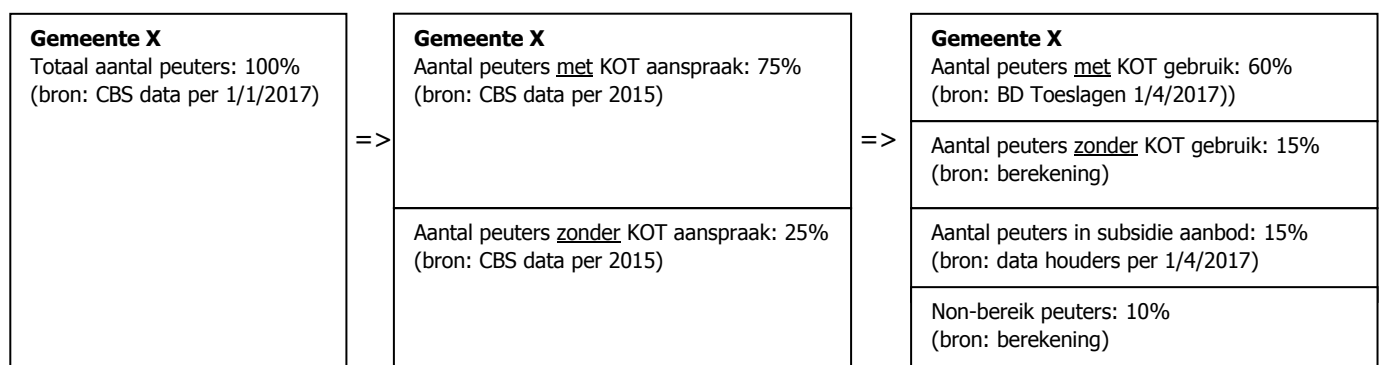 Gemeente X
Totaal aantal peuters: 100%
(bron: CBS data per 1/1/2017)
=>
Gemeente X
Aantal peuters met KOT aanspraak: 75%
(bron: CBS data per 2015)
Aantal peuters zonder KOT aanspraak: 25%
(bron: CBS data per 2015)
=>
Gemeente X
Aantal peuters met KOT gebruik: 60%
(bron: BD Toeslagen 1/4/2017))
Aantal peuters zonder KOT gebruik: 15%
(bron: berekening)
Aantal peuters in subsidie aanbod: 15%
(bron: data houders per 1/4/2017)
Non-bereik peuters: 10%
(bron: berekening)